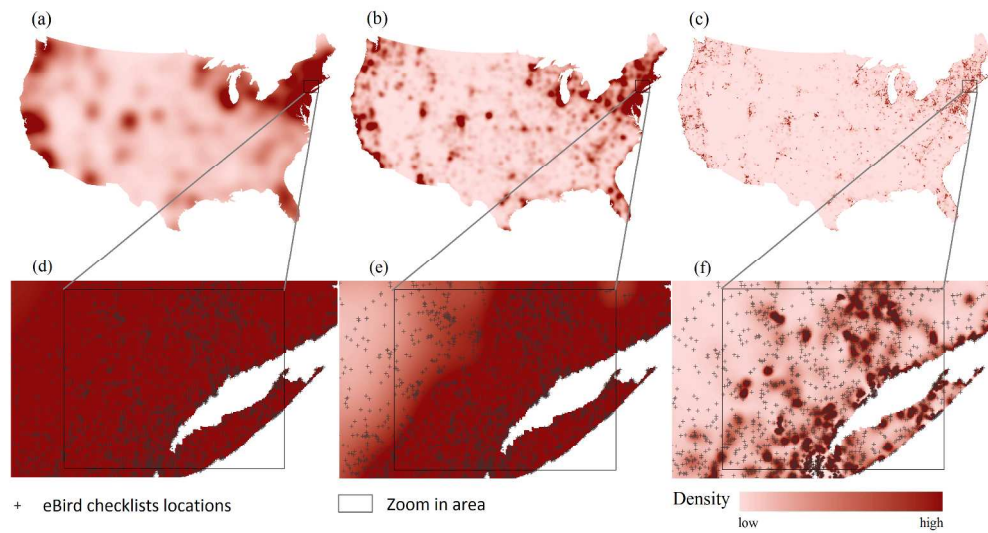 (a)
(b)
(c)
(d)
(e)
(f)
+ eBird checklists locations
Zoom in area
Density
low
high